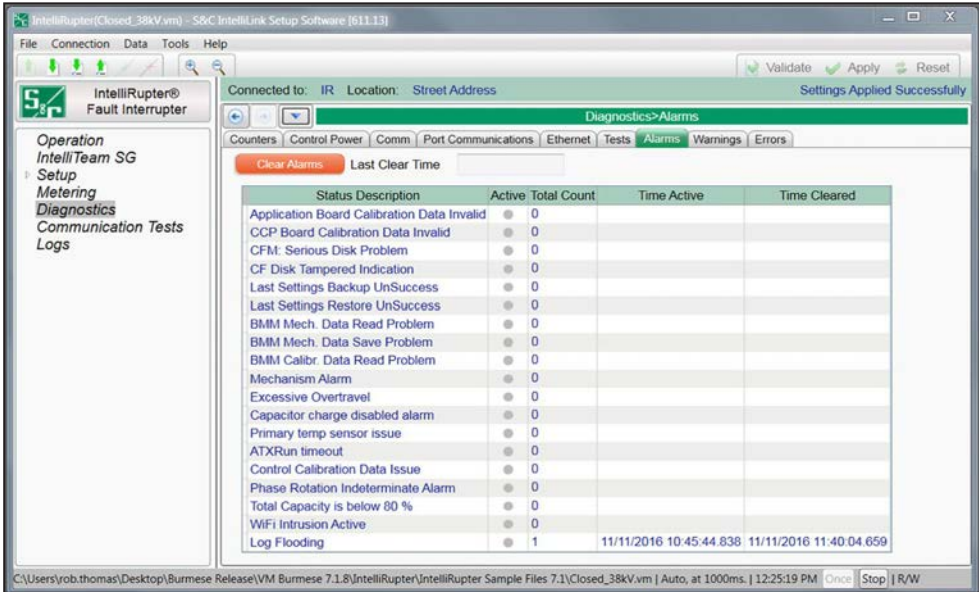 IntelliRupter(Closed_38kV.vm) - S&C IntelliLink Setup Software [611.13]
File Connection Data Tools Help
Validate Apply Reset
S&C
IntelliRupter®
Fault Interrupter
Connected to: IR Location: Street Address Settings Applied Successfully
Diagnostics>Alarms
Operation
IntelliTeam SG
Setup
Metering
Diagnostics
Communication Tests
Logs
Counters Control Power Comm Port Communications Ethernet Tests Alarms Warnings Errors
Clear Alarms Last Clear Time
Status Description Active Total Count Time Active Time Cleared
Application Board Calibration Data Invalid 0
CCP Board Calibration Data Invalid 0
CFM: Serious Disk Problem 0
CF Disk Tampered Indication 0
Last Settings Backup UnSuccess 0
Last Settings Restore UnSuccess 0
BMM Mech. Data Read Problem 0
BMM Mech. Data Save Problem 0
BMM Calibr. Data Read Problem 0
Mechanism Alarm 0
Excessive Overtravel 0
Capacitor charge disabled alarm 0
Primary temp sensor issue 0
ATXRun timeout 0
Control Calibration Data Issue 0
Phase Rotation Indeterminate Alarm 0
Total Capacity is below 80 % 0
WiFi Intrusion Active 0
Log Flooding 1 11/11/2016 10:45:44.838 11/11/2016 11:40:04.659
C:\Users\rob.thomas\Desktop\Burmese Release\VM Burmese 7.1.8\IntelliRupter\IntelliRupter Sample Files 7.1\Closed_38kV.vm | Auto, at 1000ms. | 12:25:19 PM Once Stop | R/W